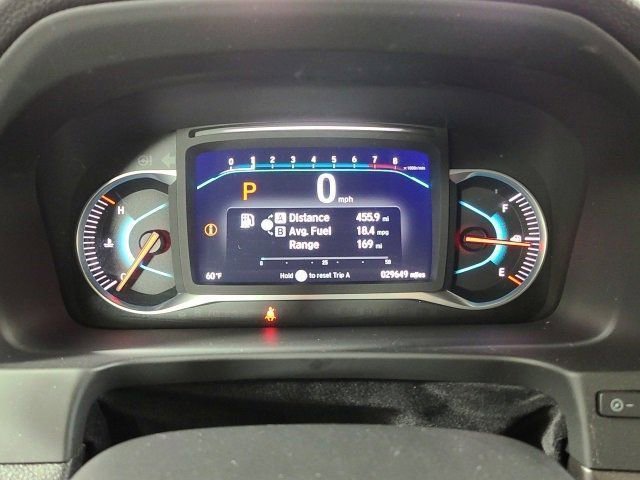 0 1 2 3 4 5 6 7 8 x1000r/min
P 0 mph
H F
A Distance 455.9 mi
B Avg. Fuel 18.4 mpg
Range 169 mi
C E
0 25 50
60°F Hold to reset Trip A 029649 miles